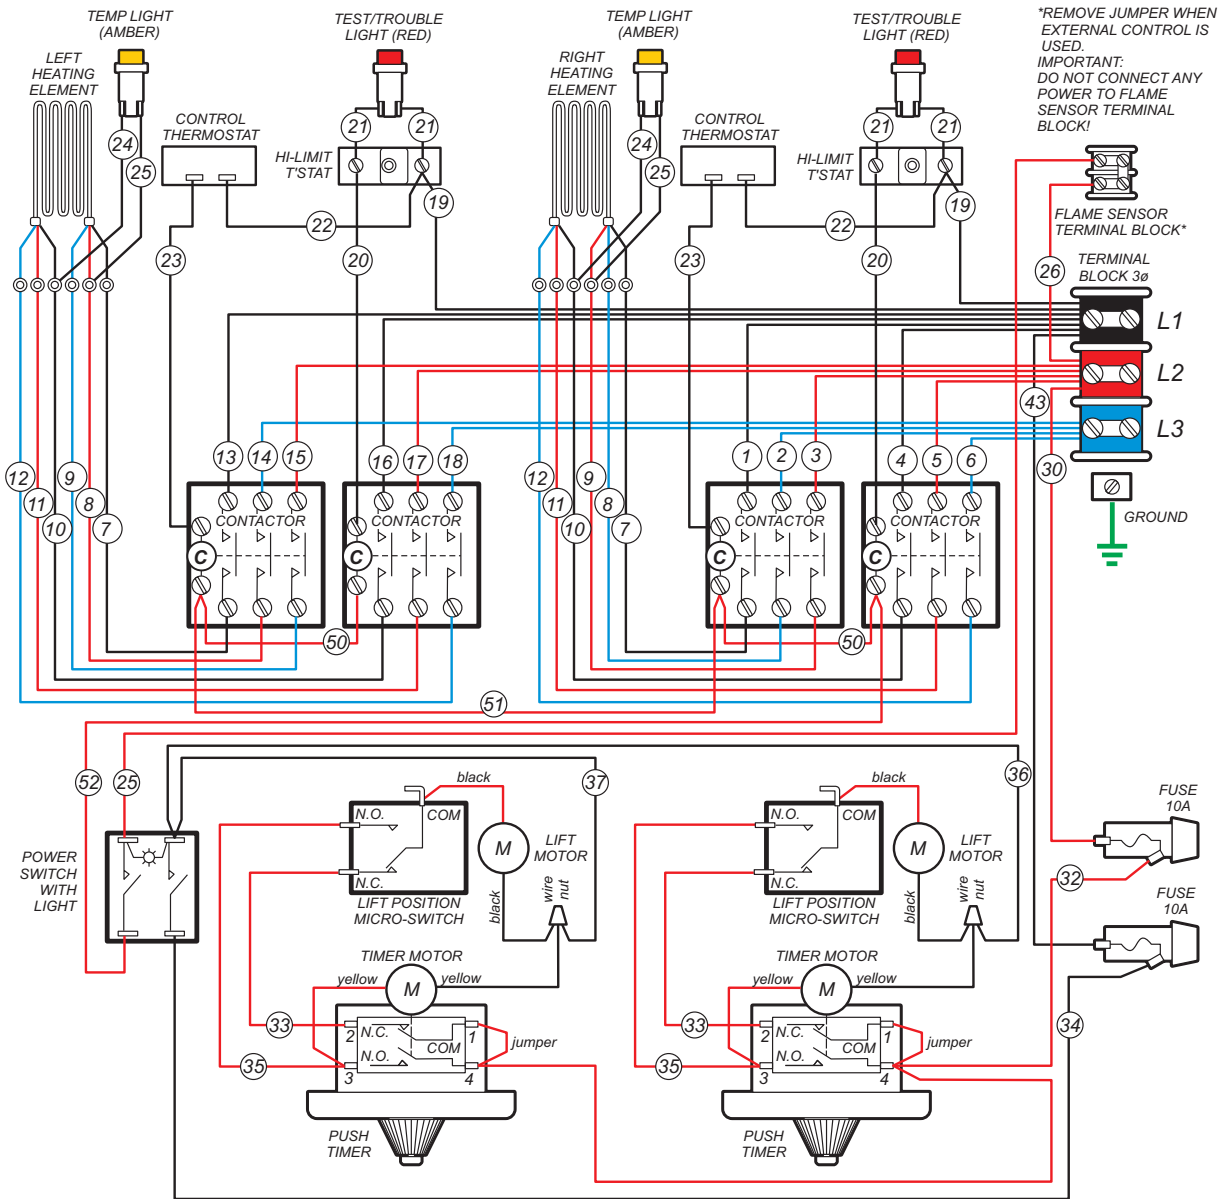 TEMP LIGHT
(AMBER)
TEST/TROUBLE
LIGHT (RED)
TEMP LIGHT
(AMBER)
TEST/TROUBLE
LIGHT (RED)
*REMOVE JUMPER WHEN
EXTERNAL CONTROL IS
USED.
IMPORTANT:
DO NOT CONNECT ANY
POWER TO FLAME
SENSOR TERMINAL
BLOCK!
LEFT
HEATING
ELEMENT
RIGHT
HEATING
ELEMENT
CONTROL
THERMOSTAT
HI-LIMIT
T'STAT
CONTROL
THERMOSTAT
HI-LIMIT
T'STAT
24
25
21
21
24
25
21
21
19
22
19
22
23
20
23
20
26
FLAME SENSOR
TERMINAL BLOCK*
TERMINAL
BLOCK 3ø
L1
L2
L3
43
30
GROUND
12
11
10
9
8
7
13
14
15
16
17
18
12
11
10
9
8
7
1
2
3
4
5
6
CONTACTOR
CONTACTOR
CONTACTOR
CONTACTOR
C
C
C
C
50
50
51
52
25
37
36
black
black
N.O.
COM
N.C.
N.O.
COM
N.C.
M
LIFT
MOTOR
M
LIFT
MOTOR
black
wire
nut
black
wire
nut
LIFT POSITION
MICRO-SWITCH
LIFT POSITION
MICRO-SWITCH
POWER
SWITCH
WITH
LIGHT
FUSE
10A
32
FUSE
10A
34
TIMER MOTOR
yellow
M
yellow
TIMER MOTOR
yellow
M
yellow
33
2
N.C.
1
jumper
35
N.O.
COM
3
4
33
2
N.C.
1
jumper
35
N.O.
COM
3
4
PUSH
TIMER
PUSH
TIMER